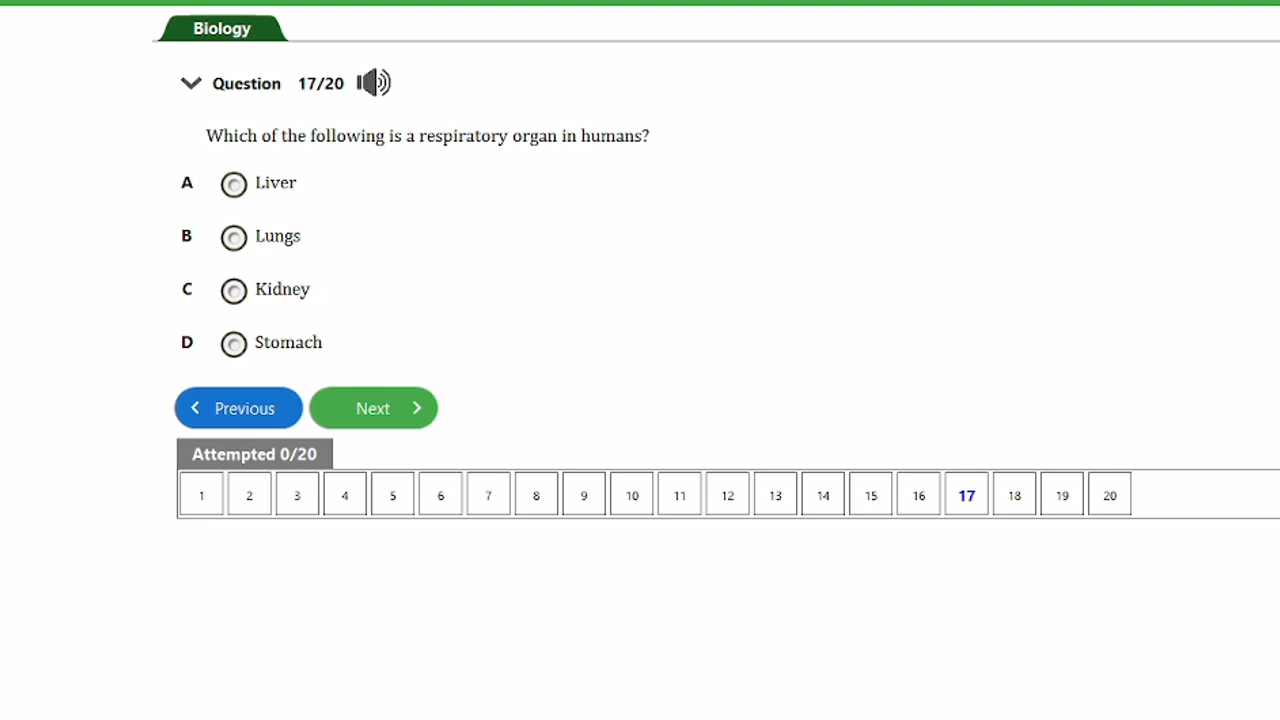 Biology
Question 17/20
Which of the following is a respiratory organ in humans?
A Liver
B Lungs
C Kidney
D Stomach
Previous Next
Attempted 0/20
1 2 3 4 5 6 7 8 9 10 11 12 13 14 15 16 17 18 19 20